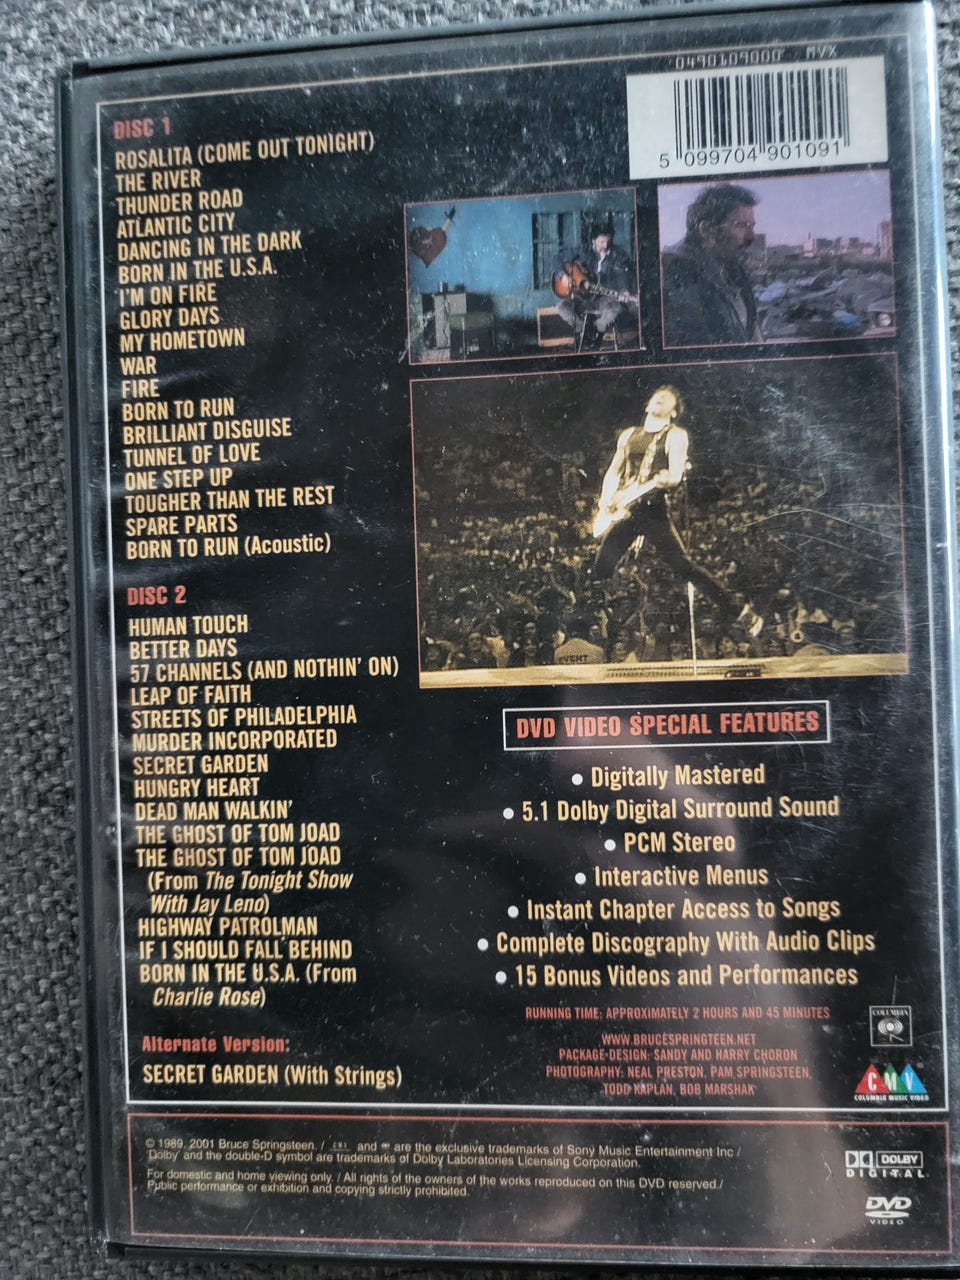 0490109000 MVX
5 099704 901091
DISC 1
ROSALITA (COME OUT TONIGHT)
THE RIVER
THUNDER ROAD
ATLANTIC CITY
DANCING IN THE DARK
BORN IN THE U.S.A.
I'M ON FIRE
GLORY DAYS
MY HOMETOWN
WAR
FIRE
BORN TO RUN
BRILLIANT DISGUISE
TUNNEL OF LOVE
ONE STEP UP
TOUGHER THAN THE REST
SPARE PARTS
BORN TO RUN (Acoustic)
DISC 2
HUMAN TOUCH
BETTER DAYS
57 CHANNELS (AND NOTHIN' ON)
LEAP OF FAITH
STREETS OF PHILADELPHIA
MURDER INCORPORATED
SECRET GARDEN
HUNGRY HEART
DEAD MAN WALKIN'
THE GHOST OF TOM JOAD
THE GHOST OF TOM JOAD
(From The Tonight Show
With Jay Leno)
HIGHWAY PATROLMAN
IF I SHOULD FALL BEHIND
BORN IN THE U.S.A. (From
Charlie Rose)
Alternate Version:
SECRET GARDEN (With Strings)
EVENT
DVD VIDEO SPECIAL FEATURES
• Digitally Mastered
• 5.1 Dolby Digital Surround Sound
• PCM Stereo
• Interactive Menus
• Instant Chapter Access to Songs
• Complete Discography With Audio Clips
• 15 Bonus Videos and Performances
RUNNING TIME: APPROXIMATELY 2 HOURS AND 45 MINUTES
WWW.BRUCESPRINGTEEN.NET
PACKAGE-DESIGN: SANDY AND HARRY CHORON
PHOTOGRAPHY: NEAL PRESTON, PAM SPRINGSTEEN,
TODD KAPLAN, BOB MARSHAK
COLUMBIA
CMV
COLUMBIA MUSIC VIDEO
© 1989, 2001 Bruce Springsteen. / and are the exclusive trademarks of Sony Music Entertainment Inc /
'Dolby' and the double-D symbol are trademarks of Dolby Laboratories Licensing Corporation.
For domestic and home viewing only. / All rights of the owners of the works reproduced on this DVD reserved./
Public performance or exhibition and copying strictly prohibited.
DOLBY
DIGITAL
DVD
VIDEO